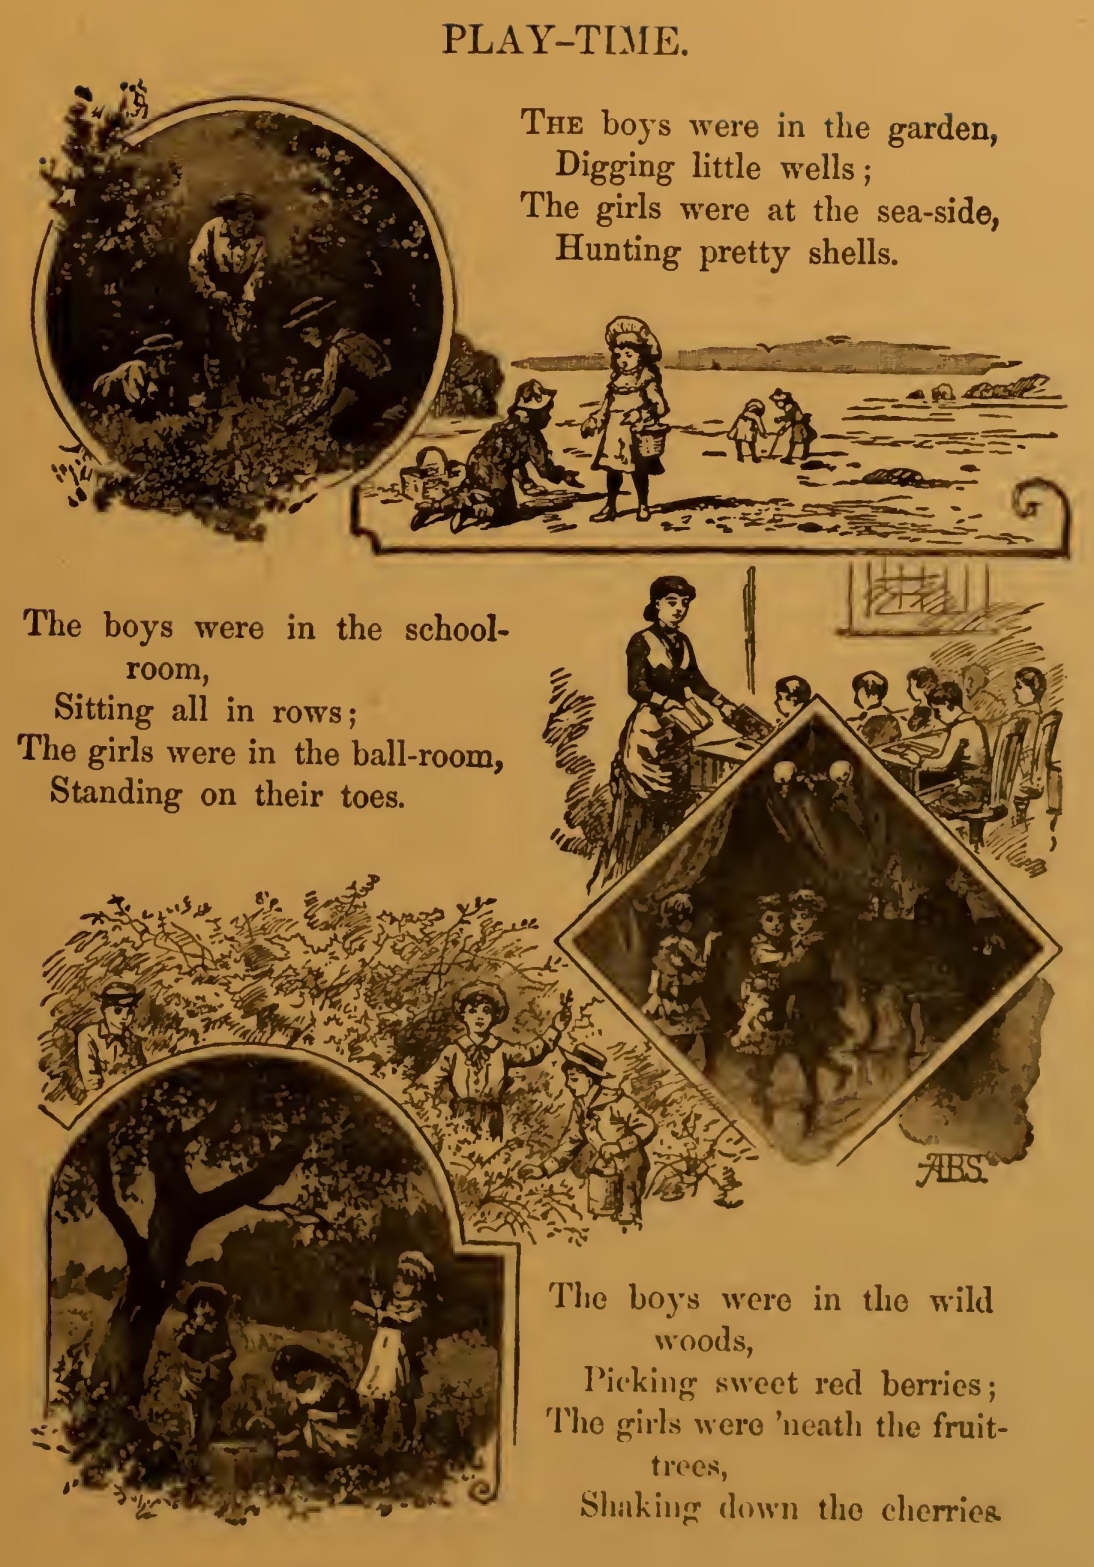 PLAY-TIME.
THE boys were in the garden,
Digging little wells;
The girls were at the sea-side,
Hunting pretty shells.
The boys were in the school-
room,
Sitting all in rows;
The girls were in the ball-room,
Standing on their toes.
ABS.
The boys were in the wild
woods,
Picking sweet red berries;
The girls were 'neath the fruit-
trees,
Shaking down the cherries.